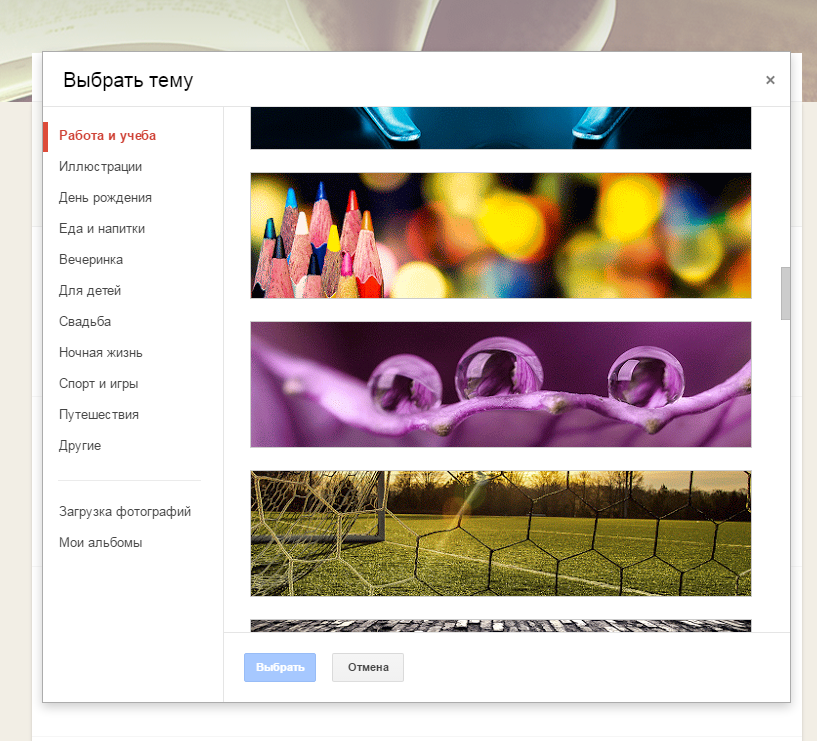 Выбрать тему
Работа и учеба
Иллюстрации
День рождения
Еда и напитки
Вечеринка
Для детей
Свадьба
Ночная жизнь
Спорт и игры
Путешествия
Другие
Загрузка фотографий
Мои альбомы
Выбрать
Отмена